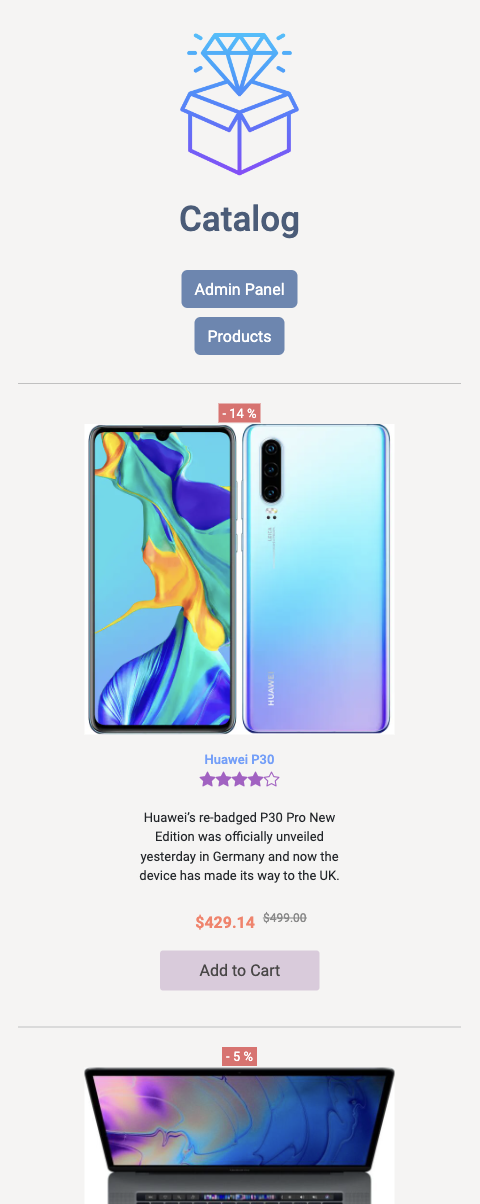 Catalog
Admin Panel
Products
- 14 %
HUAWEI
Huawei P30
Huawei’s re-badged P30 Pro New
Edition was officially unveiled
yesterday in Germany and now the
device has made its way to the UK.
$429.14 $499.00
Add to Cart
- 5 %